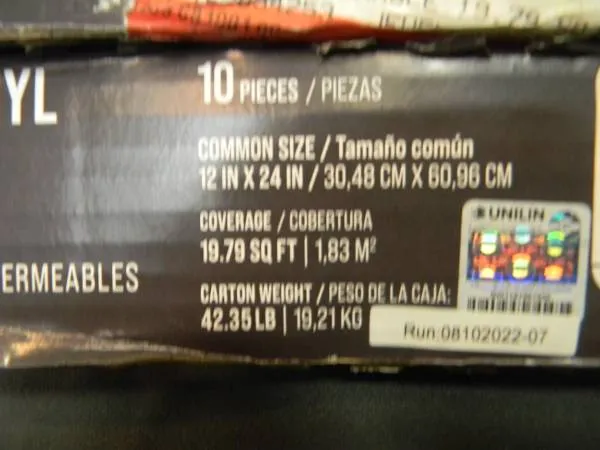 YL
10 PIECES / PIEZAS
COMMON SIZE / Tamaño común
12 IN X 24 IN / 30,48 CM X 60,96 CM
COVERAGE / COBERTURA
19.79 SQ FT | 1,83 M²
ERMEABLES
CARTON WEIGHT / PESO DE LA CAJA:
42.35 LB | 19,21 KG
UNILIN
Run:08102022-07